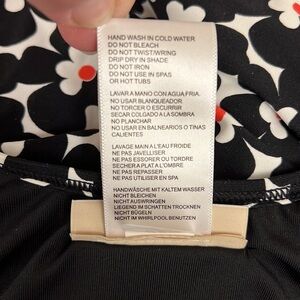 HAND WASH IN COLD WATER
DO NOT BLEACH
DO NOT TWIST/WRING
DRIP DRY IN SHADE
DO NOT IRON
DO NOT USE IN SPAS
OR HOT TUBS
LAVAR A MANO CON AGUA FRIA.
NO USAR BLANQUEADOR
NO TORCER O ESCURRIR
SECAR COLGADO A LA SOMBRA
NO PLANCHAR
NO USAR EN BALNEARIOS O TINAS
CALIENTES
LAVAGE MAIN A L'EAU FROIDE
NE PAS JAVELLISER
NE PAS ESSORER OU TORDRE
SECHER A PLAT A L'OMBRE
NE PAS REPASSER
NE PAS UTILISER EN SPA
HANDWÄSCHE MIT KALTEM WASSER
NICHT BLEICHEN
NICHT AUSWRINGEN
LIEGEND IM SCHATTEN TROCKNEN
NICHT BÜGELN
NICHT IM WHIRLPOOL BENUTZEN